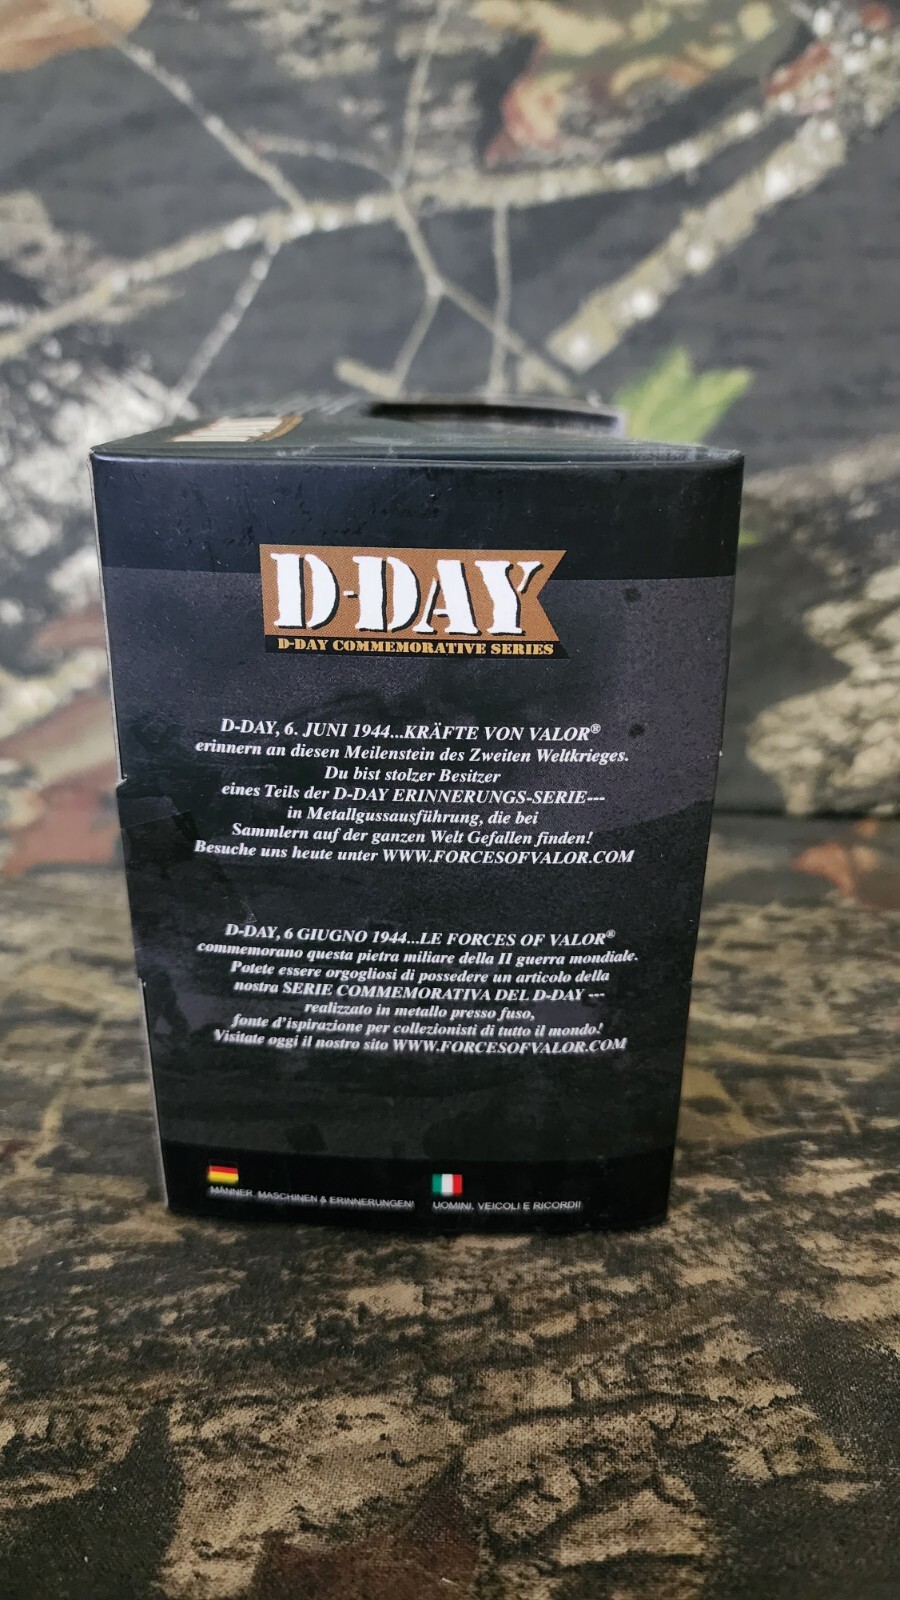 D-DAY
D-DAY COMMEMORATIVE SERIES
D-DAY, 6. JUNI 1944...KRÄFTE VON VALOR®
erinnern an diesen Meilenstein des Zweiten Weltkrieges.
Du bist stolzer Besitzer
eines Teils der D-DAY ERINNERUNGS-SERIE---
in Metallgussausführung, die bei
Sammlern auf der ganzen Welt Gefallen finden!
Besuche uns heute unter WWW.FORCESOFVALOR.COM
D-DAY, 6 GIUGNO 1944...LE FORCES OF VALOR®
commemorano questa pietra miliare della II guerra mondiale.
Potete essere orgogliosi di possedere un articolo della
nostra SERIE COMMEMORATIVA DEL D-DAY ---
realizzato in metallo presso fuso,
fonte d'ispirazione per collezionisti di tutto il mondo!
Visitate oggi il nostro sito WWW.FORCESOFVALOR.COM
MÄNNER, MASCHINEN & ERINNERUNGEN!
UOMINI, VEICOLI E RICORDI!